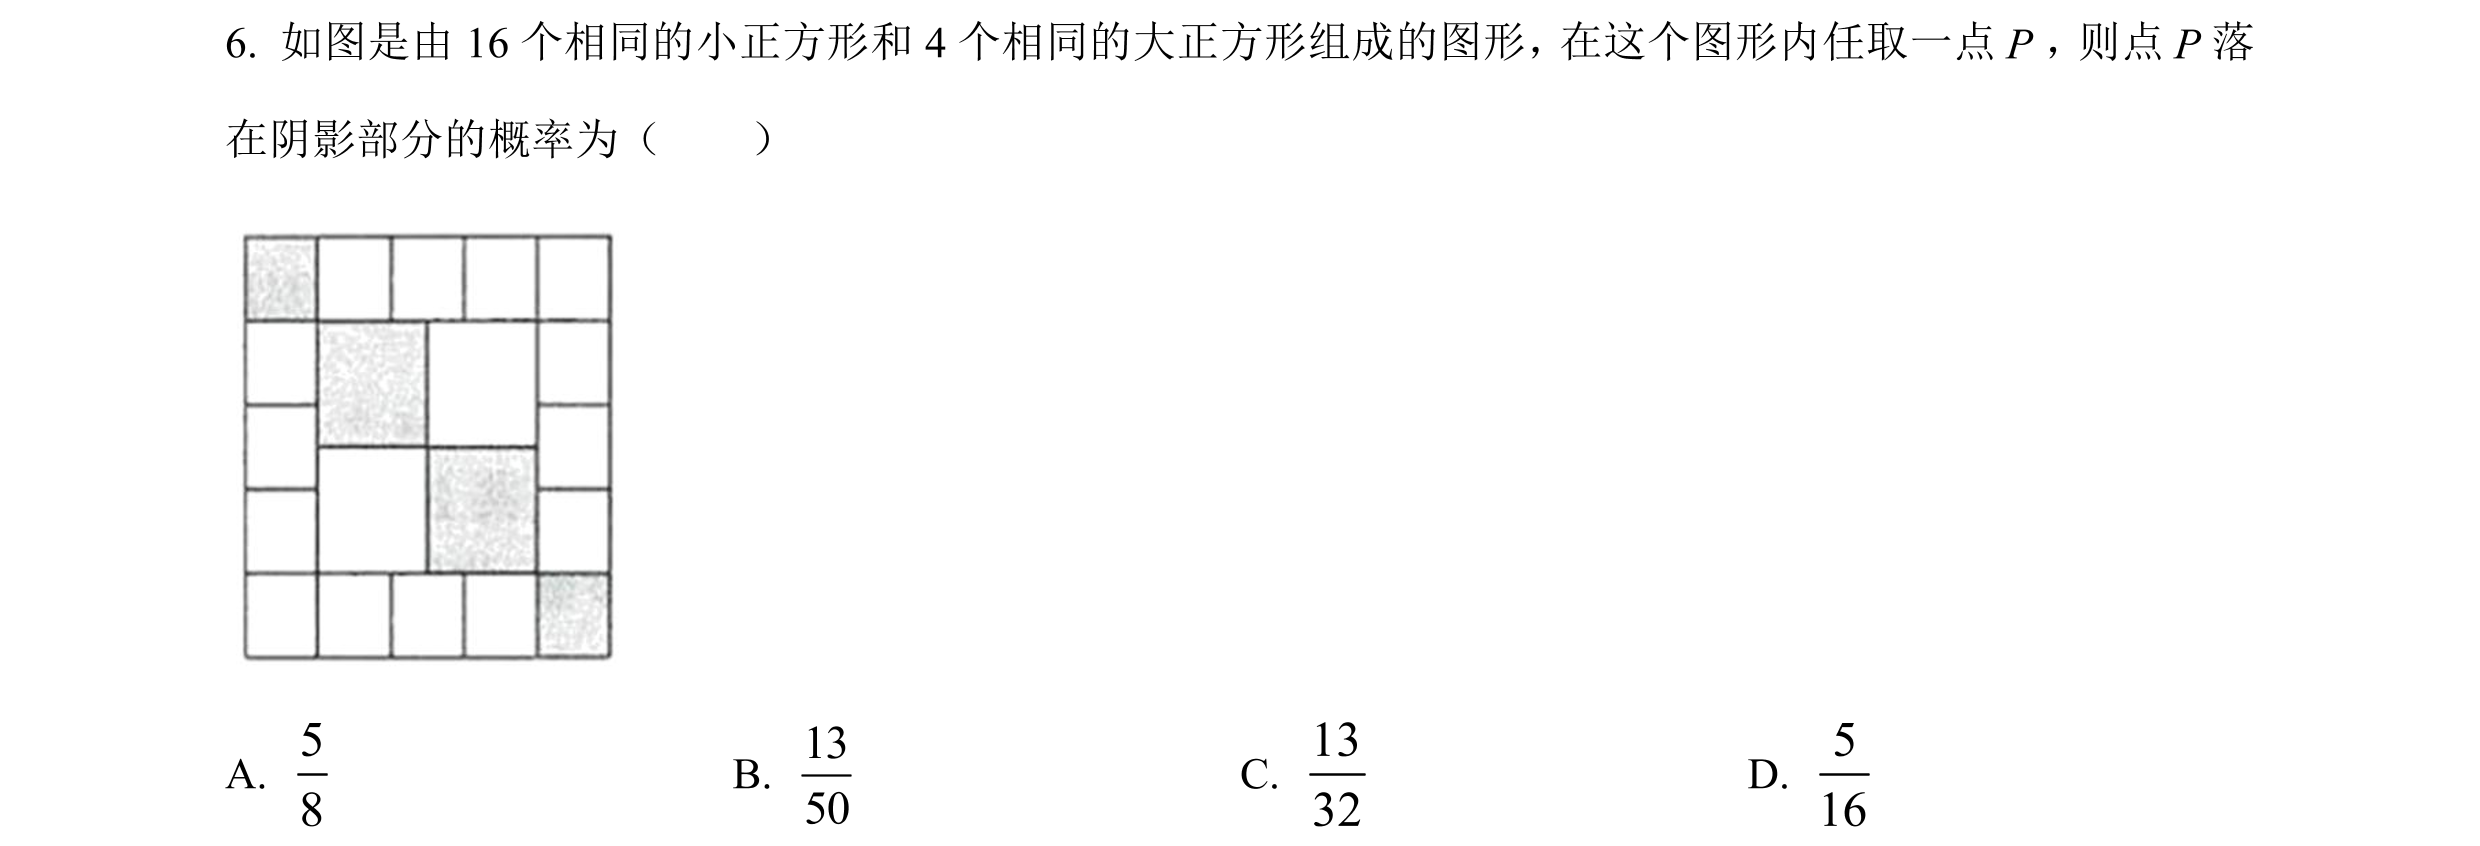 6. 如图是由 16 个相同的小正方形和 4 个相同的大正方形组成的图形，在这个图形内任取一点 P，则点 P 落
在阴影部分的概率为（　　）
A. 5/8 B. 13/50 C. 13/32 D. 5/16